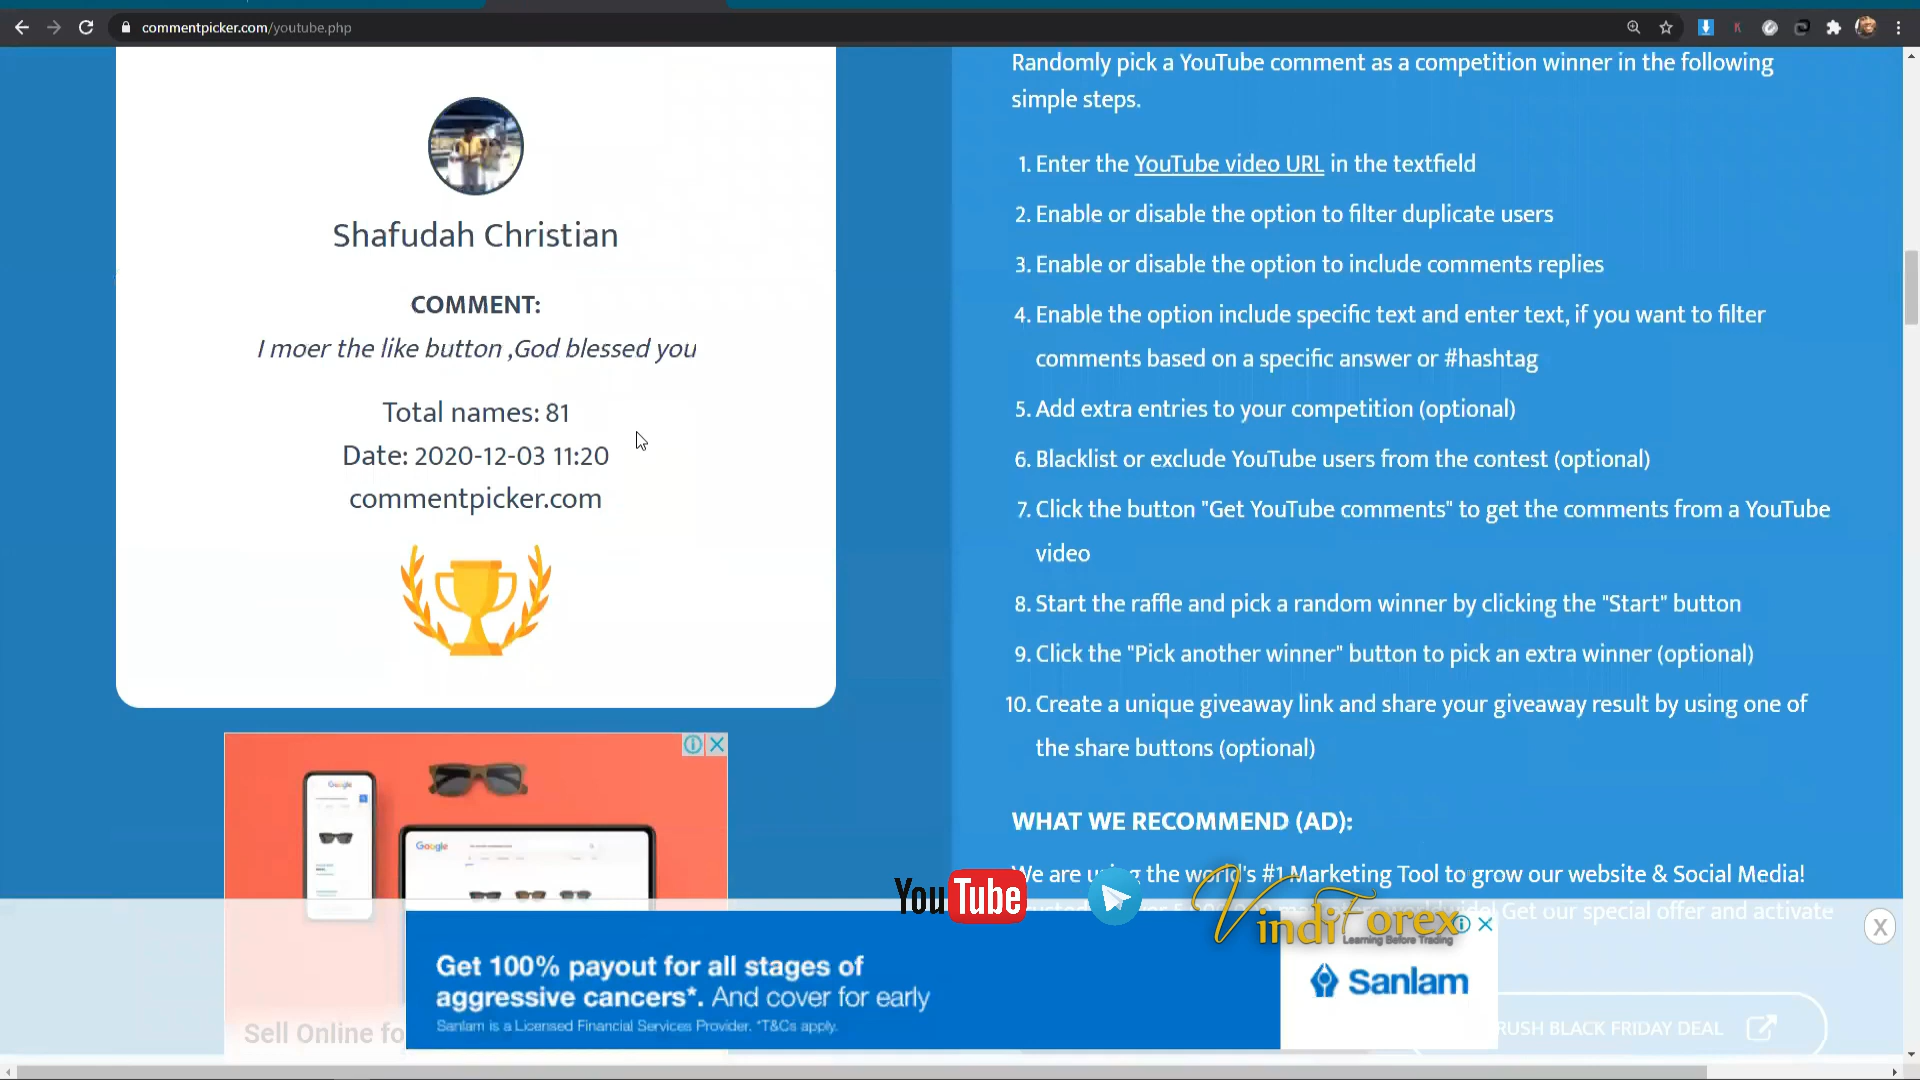 commentpicker.com/youtube.php
Shafudah Christian
COMMENT:
I moer the like button ,God blessed you
Total names: 81
Date: 2020-12-03 11:20
commentpicker.com
Randomly pick a YouTube comment as a competition winner in the following
simple steps.
1. Enter the YouTube video URL in the textfield
2. Enable or disable the option to filter duplicate users
3. Enable or disable the option to include comments replies
4. Enable the option include specific text and enter text, if you want to filter
comments based on a specific answer or #hashtag
5. Add extra entries to your competition (optional)
6. Blacklist or exclude YouTube users from the contest (optional)
7. Click the button "Get YouTube comments" to get the comments from a YouTube
video
8. Start the raffle and pick a random winner by clicking the "Start" button
9. Click the "Pick another winner" button to pick an extra winner (optional)
10. Create a unique giveaway link and share your giveaway result by using one of
the share buttons (optional)
WHAT WE RECOMMEND (AD):
We are the world's #1 Marketing Tool to grow our website & Social Media!
Get our special offer and activate
RUSH BLACK FRIDAY DEAL
Google
Google
Sell Online fo
YouTube
VindiForex
Learning Before Trading
Get 100% payout for all stages of
aggressive cancers*. And cover for early
Sanlam is a Licensed Financial Services Provider. *T&Cs apply.
Sanlam
X